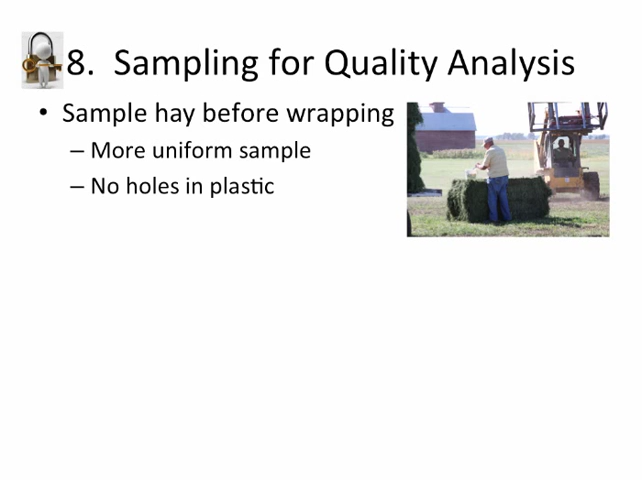 8. Sampling for Quality Analysis
• Sample hay before wrapping
– More uniform sample
– No holes in plastic